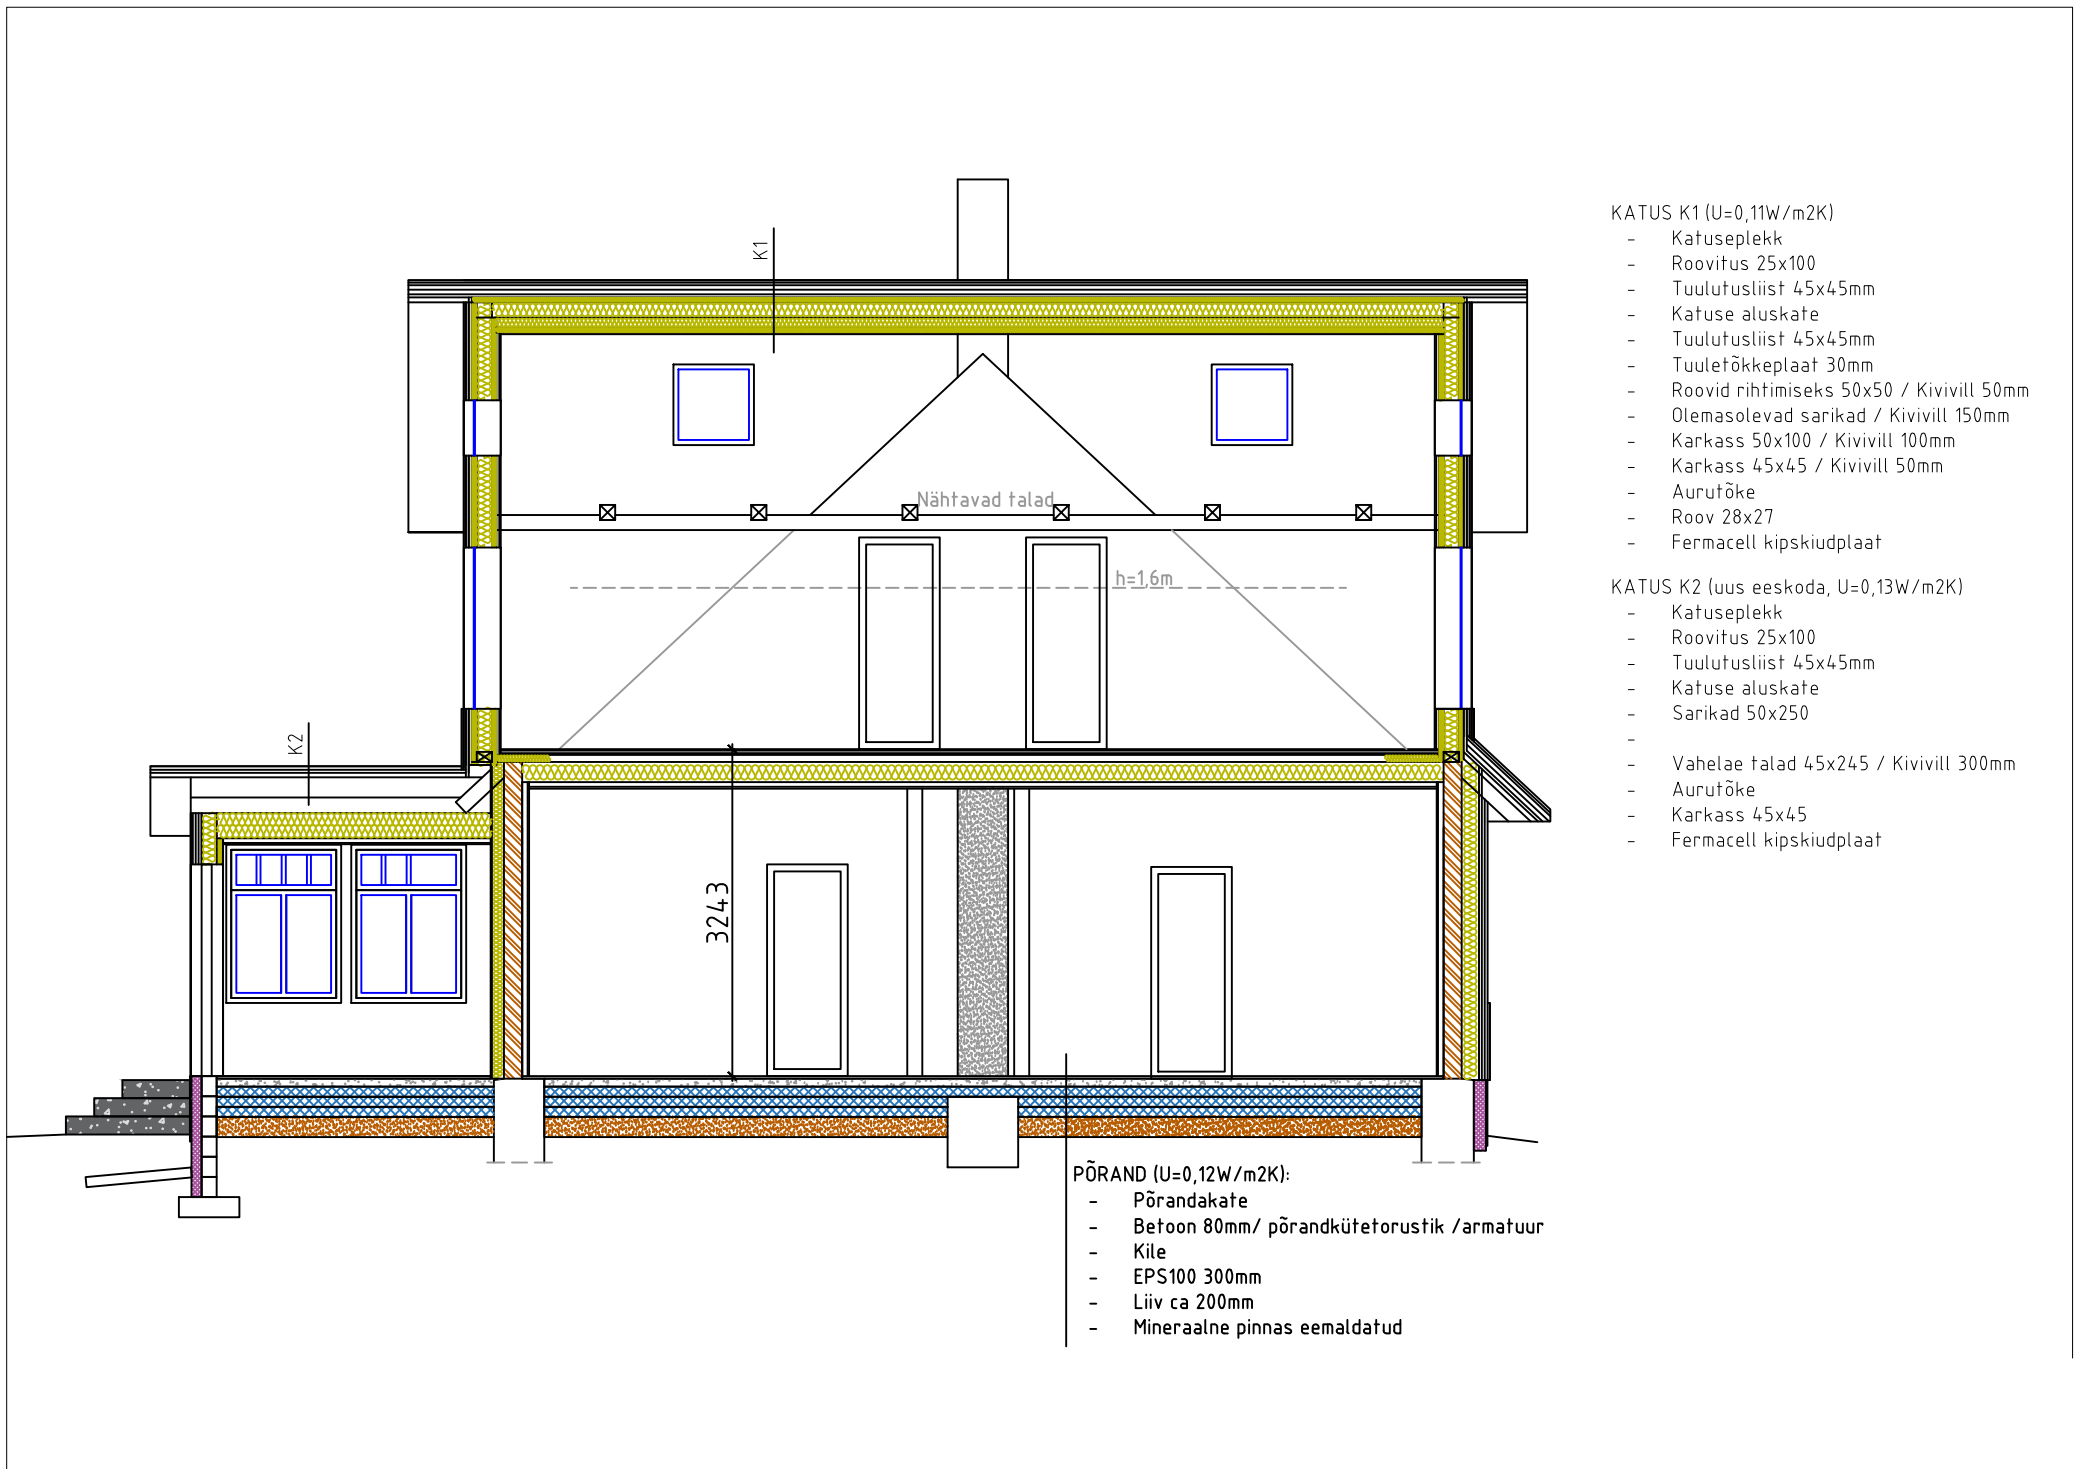 K1
KATUS K1 (U=0,11W/m2K)
- Katuseplekk
- Roovitus 25x100
- Tuulutusliist 45x45mm
- Katuse aluskate
- Tuulutusliist 45x45mm
- Tuuletõkkeplaat 30mm
- Roovid rihtimiseks 50x50 / Kivivill 50mm
- Olemasolevad sarikad / Kivivill 150mm
- Karkass 50x100 / Kivivill 100mm
- Karkass 45x45 / Kivivill 50mm
- Aurutõke
- Roov 28x27
- Fermacell kipskiudplaat
KATUS K2 (uus eeskoda, U=0,13W/m2K)
- Katuseplekk
- Roovitus 25x100
- Tuulutusliist 45x45mm
- Katuse aluskate
- Sarikad 50x250
-
- Vahelae talad 45x245 / Kivivill 300mm
- Aurutõke
- Karkass 45x45
- Fermacell kipskiudplaat
Nähtavad talad
h=1,6m
K2
3243
PÕRAND (U=0,12W/m2K):
- Põrandakate
- Betoon 80mm/ põrandkütetorustik /armatuur
- Kile
- EPS100 300mm
- Liiv ca 200mm
- Mineraalne pinnas eemaldatud